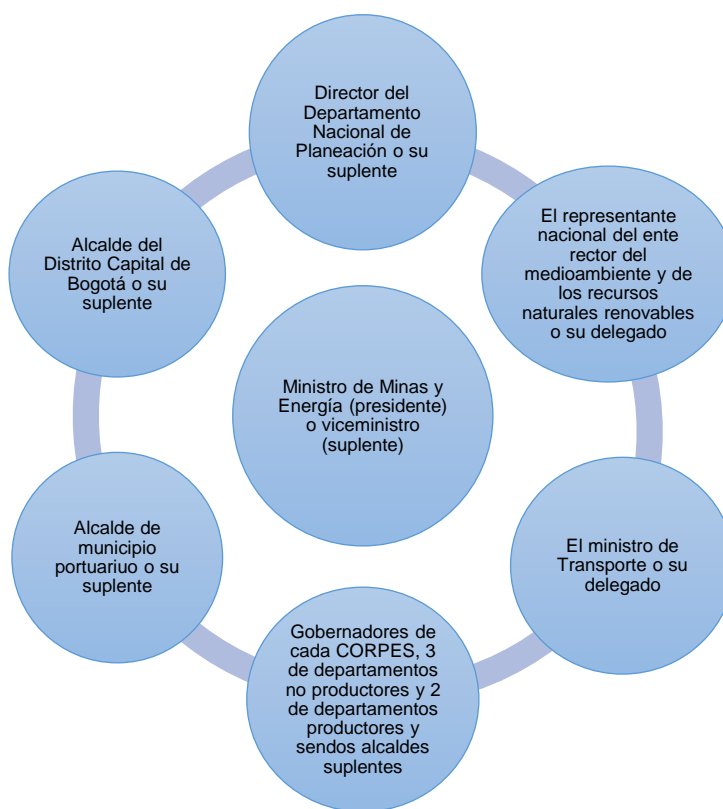 Director del
Departamento
Nacional de
Planeación o su
suplente
El representante
nacional del ente
rector del
medioambiente y de
los recursos
naturales renovables
o su delegado
El ministro de
Transporte o su
delegado
Gobernadores de
cada CORPES, 3
de departamentos
no productores y 2
de departamentos
productores y
sendos alcaldes
suplentes
Alcalde de
municipio
portuariuo o su
suplente
Alcalde del
Distrito Capital de
Bogotá o su
suplente
Ministro de Minas y
Energía (presidente)
o viceministro
(suplente)